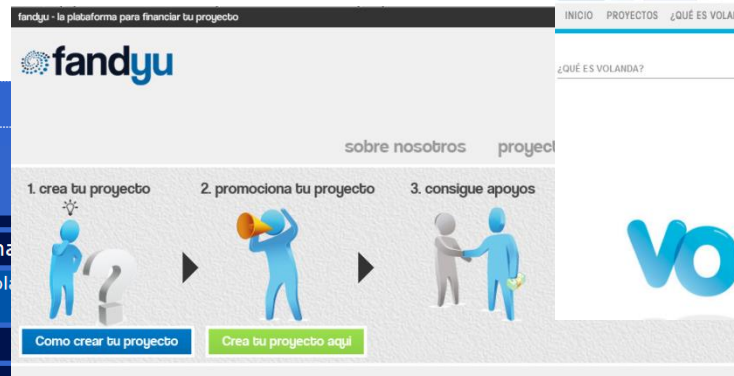 fandyu - la plataforma para financiar tu proyecto
fandyu
sobre nosotros
1. crea tu proyecto
2. promociona tu proyecto
3. consigue apoyos
Como crear tu proyecto
Crea tu proyecto aqui
INICIO PROYECTOS ¿QUÉ ES
¿QUÉ ES VOLANDA?
VO